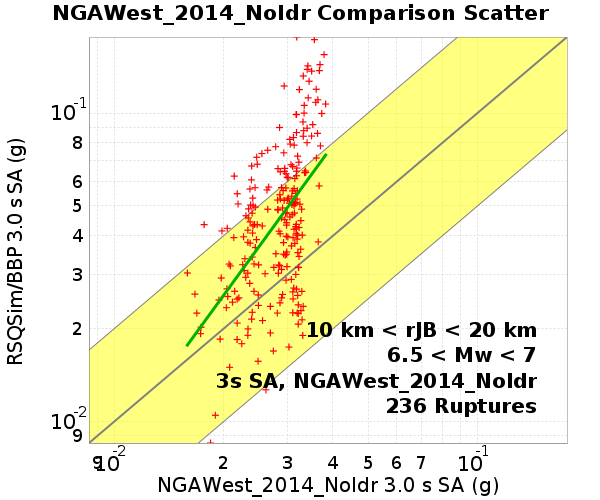 NGAWest_2014_NoIdr Comparison Scatter
RSQSim/BBP 3.0 s SA (g)
10-1
8
6
5
4
3
2
10-2
9
10 km < rJB < 20 km
6.5 < Mw < 7
3s SA, NGAWest_2014_NoIdr
236 Ruptures
9 10-2 2 3 4 5 6 7 8 10-1
NGAWest_2014_NoIdr 3.0 s SA (g)